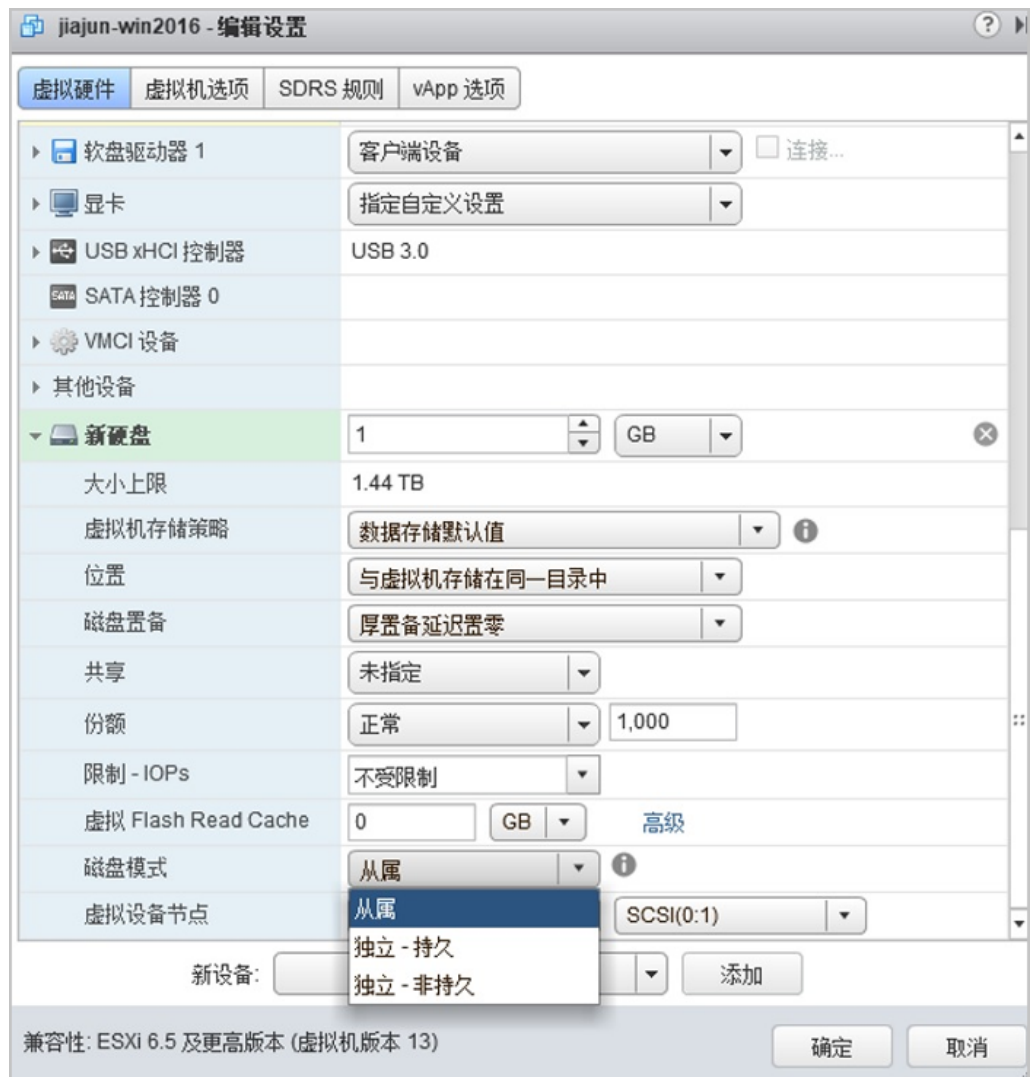 jiajun-win2016 - 编辑设置
虚拟硬件 虚拟机选项 SDRS 规则 vApp 选项
软盘驱动器 1 客户端设备 连接...
显卡 指定自定义设置
USB xHCI 控制器 USB 3.0
SATA SATA 控制器 0
VMCI 设备
其他设备
新硬盘 1 GB
大小上限 1.44 TB
虚拟机存储策略 数据存储默认值
位置 与虚拟机存储在同一目录中
磁盘置备 厚置备延迟置零
共享 未指定
份额 正常 1,000
限制 - IOPs 不受限制
虚拟 Flash Read Cache 0 GB 高级
磁盘模式 从属
虚拟设备节点 从属 SCSI(0:1)
独立 - 持久
独立 - 非持久
新设备: 添加
兼容性: ESXi 6.5 及更高版本 (虚拟机版本 13) 确定 取消